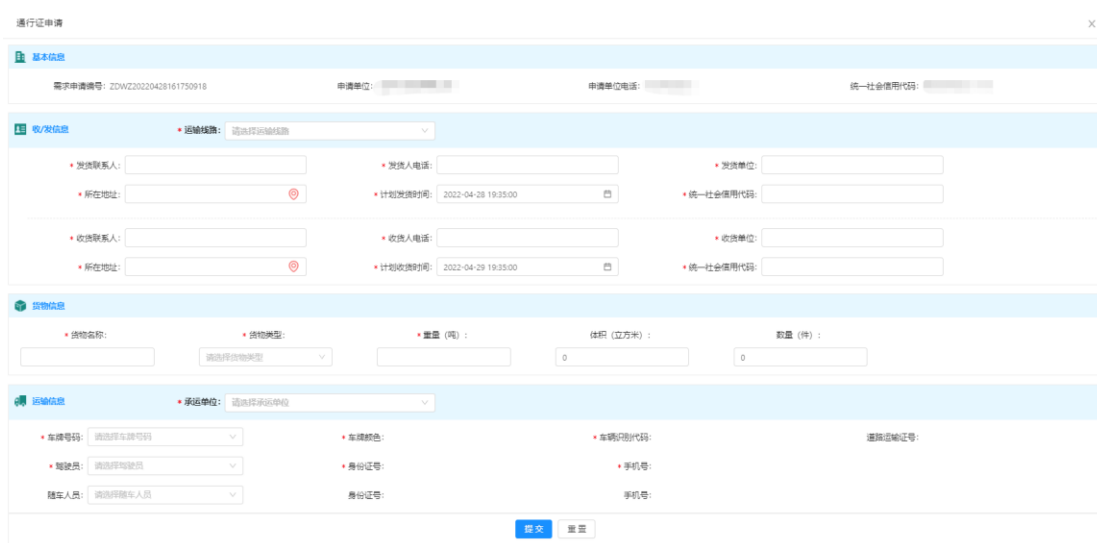 通行证申请
基本信息
需求申请编号：ZDWZ20220428161750918 申请单位： 申请单位电话： 统一社会信用代码：
收/发信息 * 运输线路： 请选择运输线路
* 发货联系人： * 发货人电话： * 发货单位：
* 所在地址： * 计划发货时间： 2022-04-28 19:35:00 * 统一社会信用代码：
* 收货联系人： * 收货人电话： * 收货单位：
* 所在地址： * 计划收货时间： 2022-04-29 19:35:00 * 统一社会信用代码：
货物信息
* 货物名称： * 货物类型： * 重量（吨）： 体积（立方米）： 数量（件）：
请选择货物类型 0 0
运输信息 * 承运单位： 请选择承运单位
* 车牌号码： 请选择车牌号码 * 车牌颜色： * 车辆识别代码： 道路运输证号：
* 驾驶员： 请选择驾驶员 * 身份证号： * 手机号：
随车人员： 请选择随车人员 身份证号： 手机号：
提交 重置